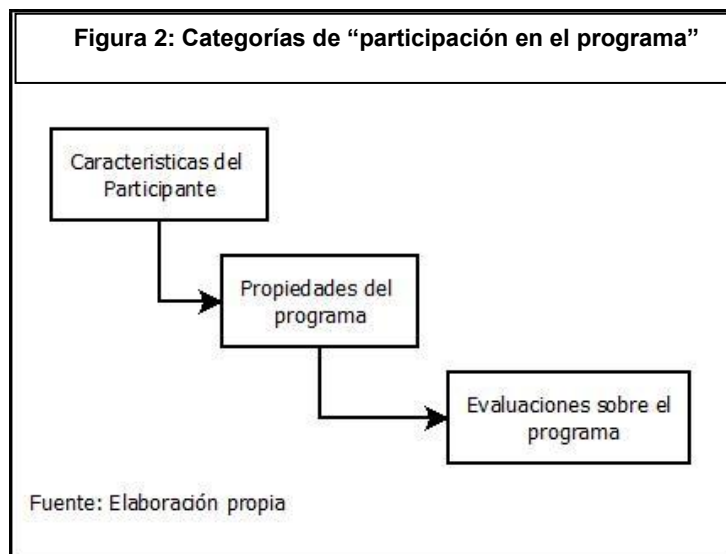 Figura 2: Categorías de “participación en el programa”
Caracteristicas del
Participante
Propiedades del
programa
Evaluaciones sobre el
programa
Fuente: Elaboración propia